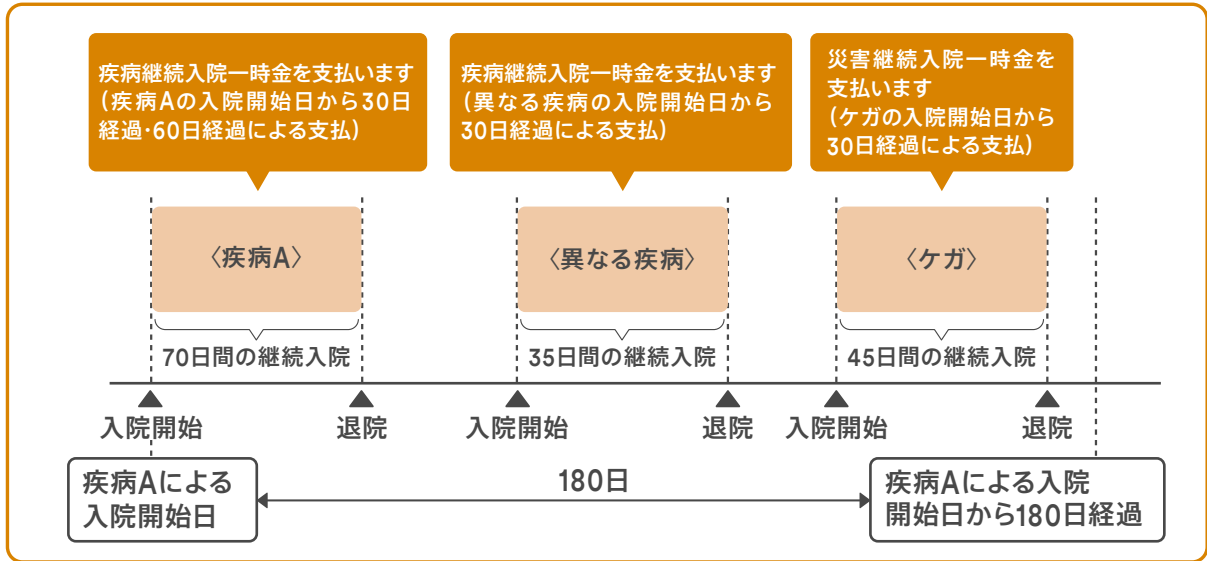 疾病継続入院一時金を支払います
（疾病Aの入院開始日から30日
経過・60日経過による支払）
疾病継続入院一時金を支払います
（異なる疾病の入院開始日から
30日経過による支払）
災害継続入院一時金を
支払います
（ケガの入院開始日から
30日経過による支払）
〈疾病A〉
〈異なる疾病〉
〈ケガ〉
70日間の継続入院
35日間の継続入院
45日間の継続入院
入院開始
退院
入院開始
退院
入院開始
退院
疾病Aによる
入院開始日
180日
疾病Aによる入院
開始日から180日経過